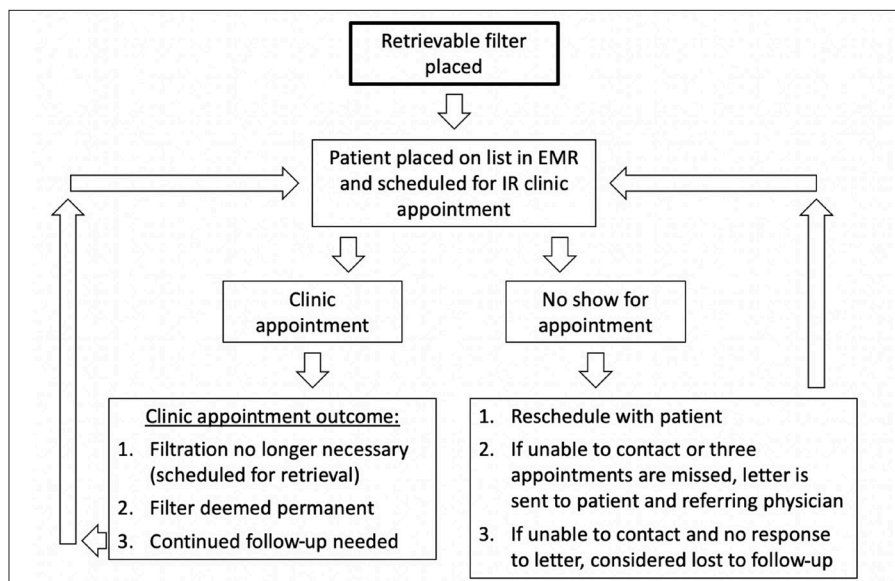 Retrievable filter
placed
Patient placed on list in EMR
and scheduled for IR clinic
appointment
Clinic
appointment
No show for
appointment
Clinic appointment outcome:
1. Filtration no longer necessary
(scheduled for retrieval)
2. Filter deemed permanent
3. Continued follow-up needed
1. Reschedule with patient
2. If unable to contact or three
appointments are missed, letter is
sent to patient and referring physician
3. If unable to contact and no response
to letter, considered lost to follow-up